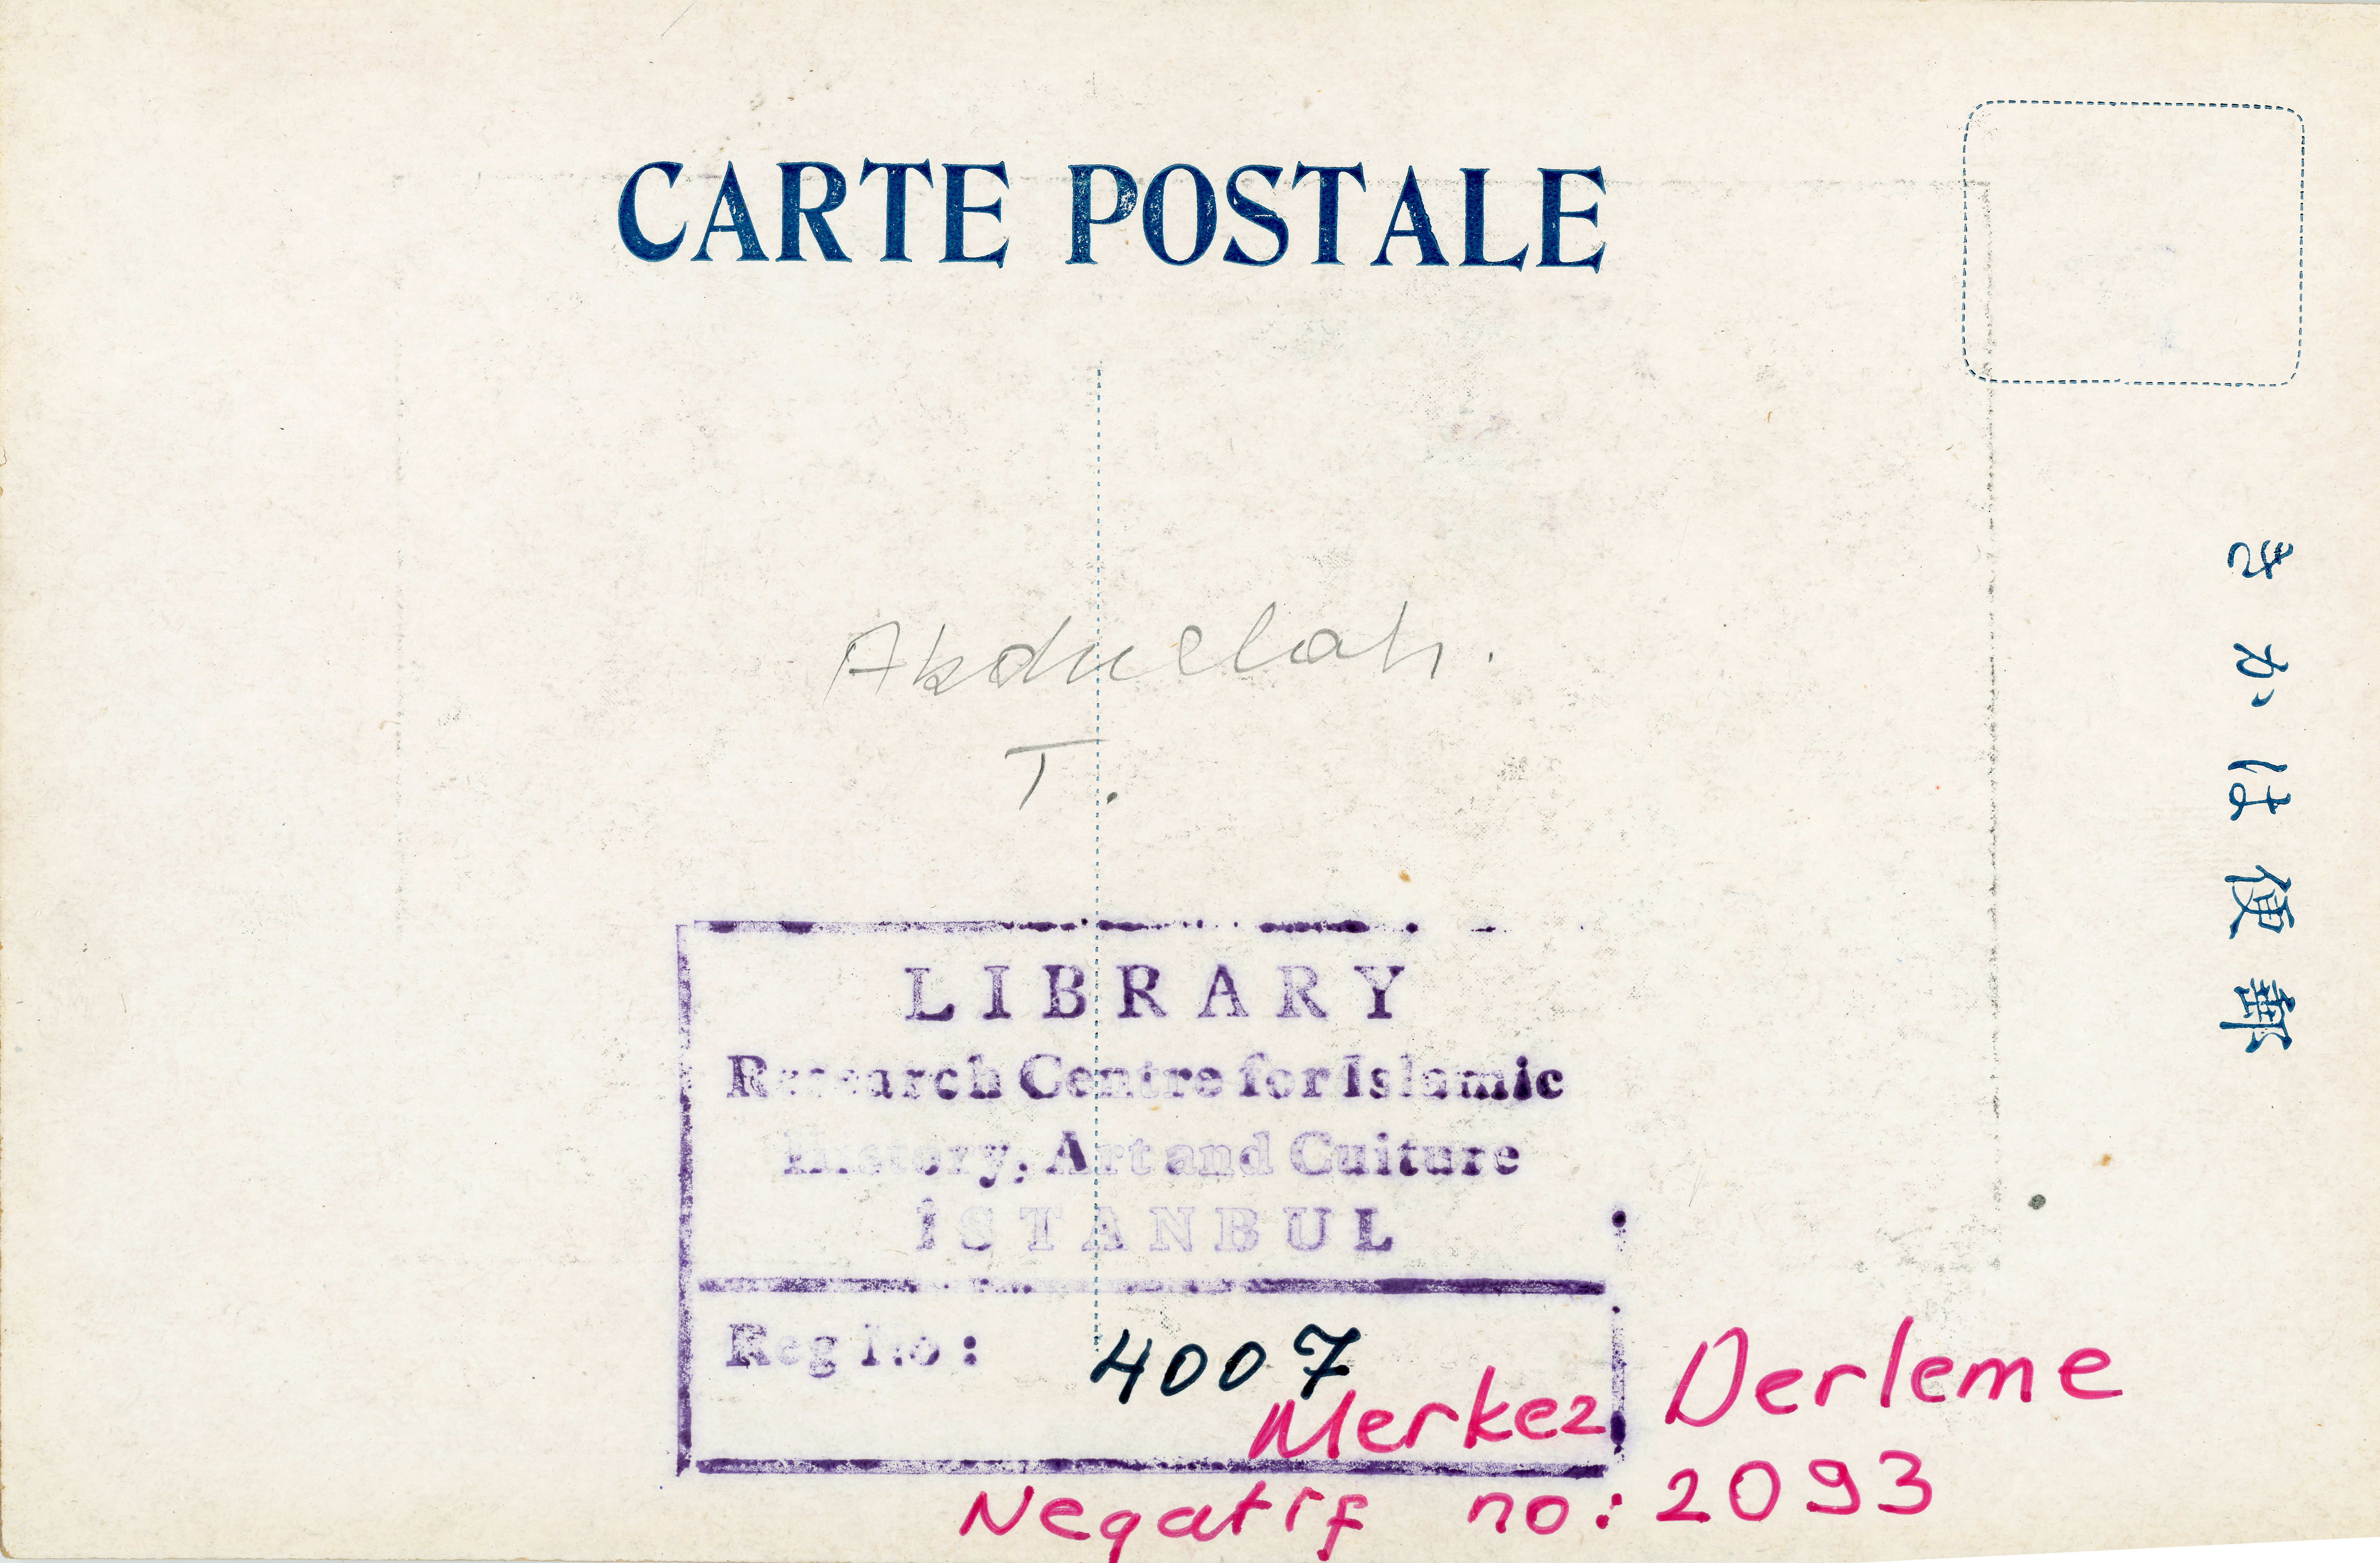 CARTE POSTALE
郵便はかき
Abdullah.
T.
LIBRARY
Research Centre for Islamic
History, Art and Culture
İSTANBUL
Reg No: 4007
Merkez Derleme
Negatif no: 2093